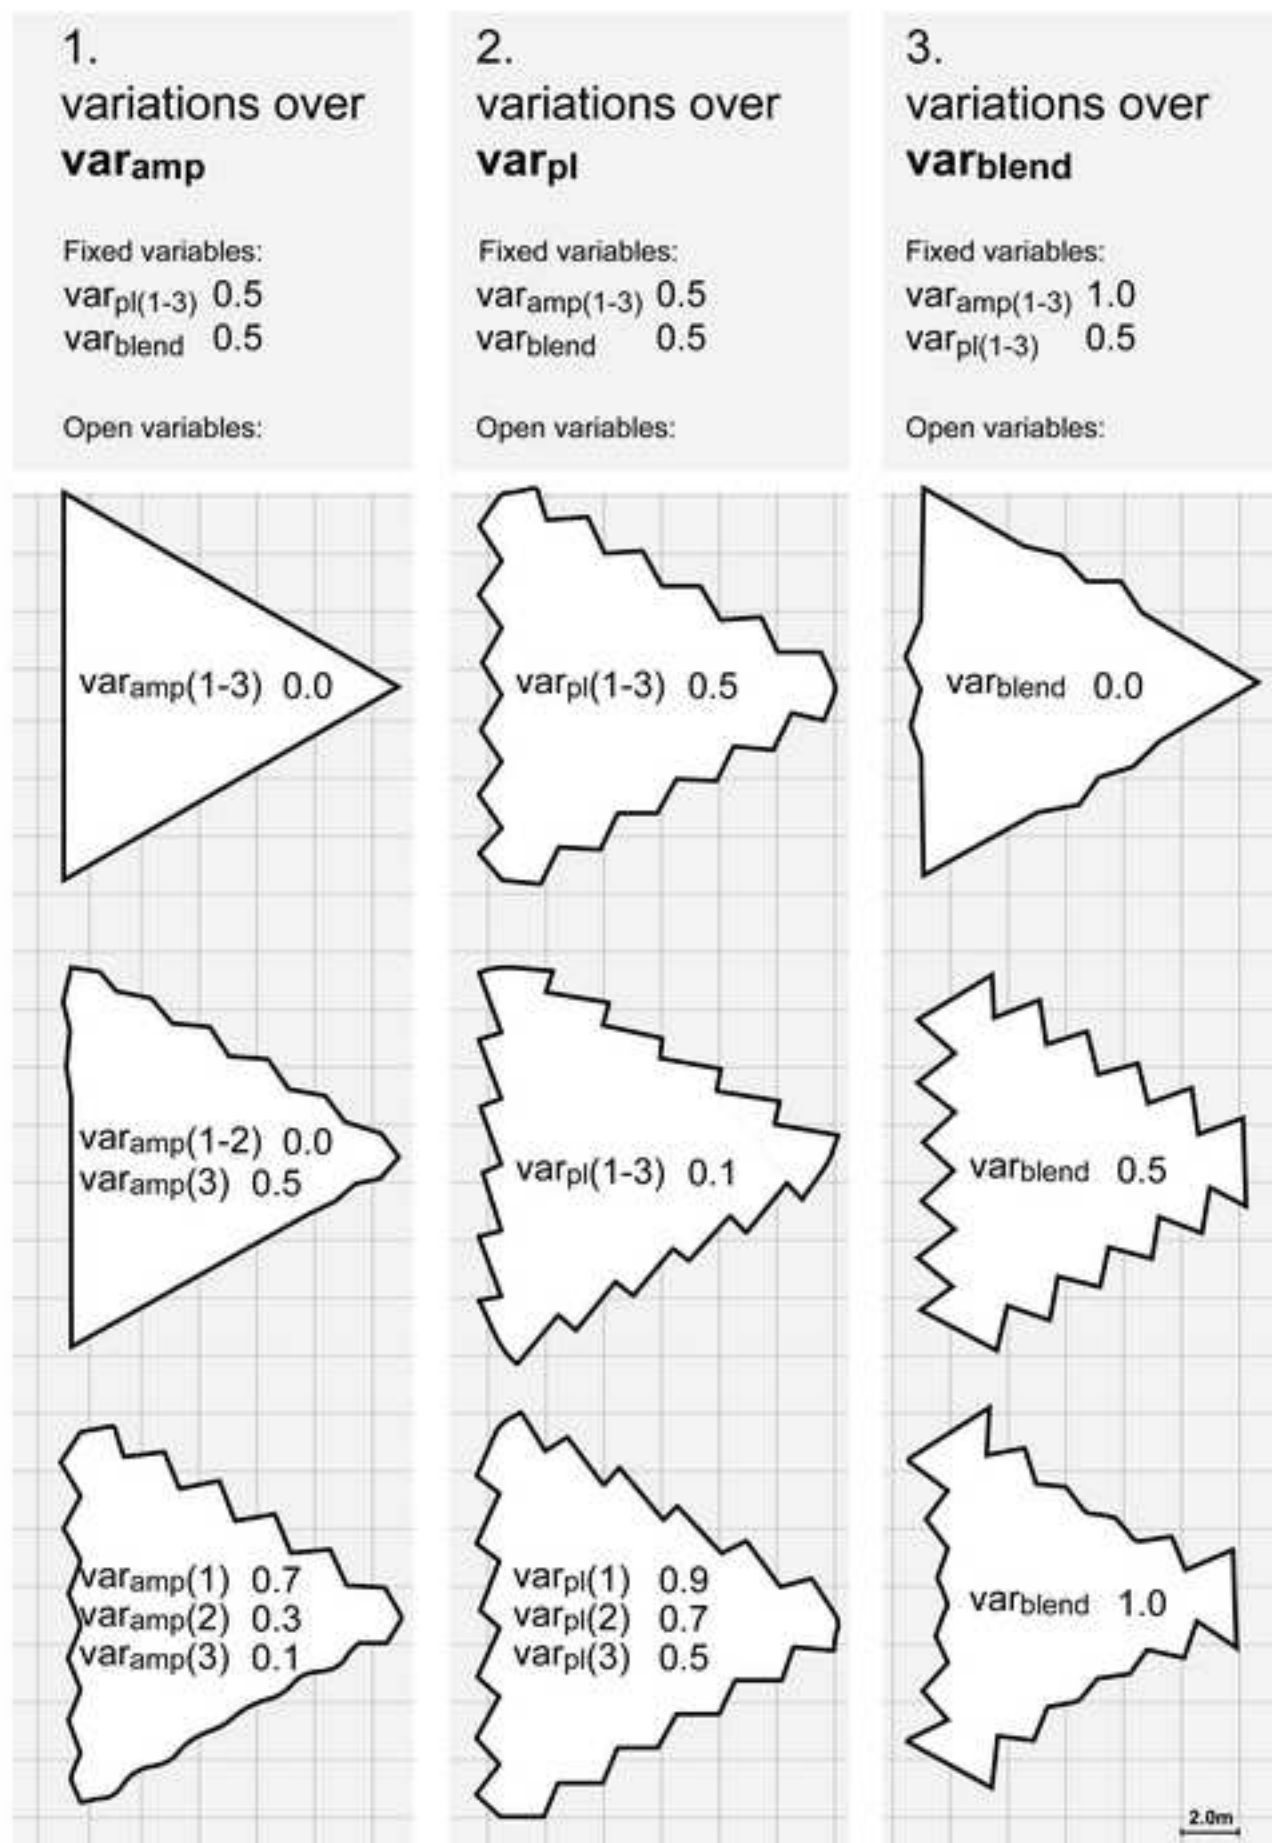 1.
variations over
varamp
Fixed variables:
varpl(1-3) 0.5
varblend 0.5
Open variables:
varamp(1-3) 0.0
varamp(1-2) 0.0
varamp(3) 0.5
varamp(1) 0.7
varamp(2) 0.3
varamp(3) 0.1
2.
variations over
varpl
Fixed variables:
varamp(1-3) 0.5
varblend 0.5
Open variables:
varpl(1-3) 0.5
varpl(1-3) 0.1
varpl(1) 0.9
varpl(2) 0.7
varpl(3) 0.5
3.
variations over
varblend
Fixed variables:
varamp(1-3) 1.0
varpl(1-3) 0.5
Open variables:
varblend 0.0
varblend 0.5
varblend 1.0
2.0m